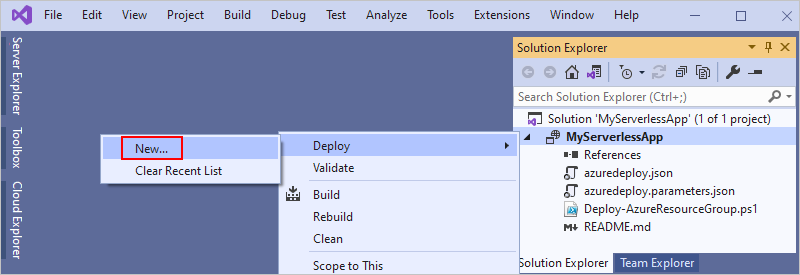 File Edit View Project Build Debug Test Analyze Tools Extensions Window Help
Server Explorer
Toolbox
Cloud Explorer
New...
Clear Recent List
Deploy
Validate
Build
Rebuild
Clean
Scope to This
Solution Explorer
Search Solution Explorer (Ctrl+;)
Solution 'MyServerlessApp' (1 of 1 project)
MyServerlessApp
References
azuredeploy.json
azuredeploy.parameters.json
Deploy-AzureResourceGroup.ps1
README.md
Solution Explorer Team Explorer